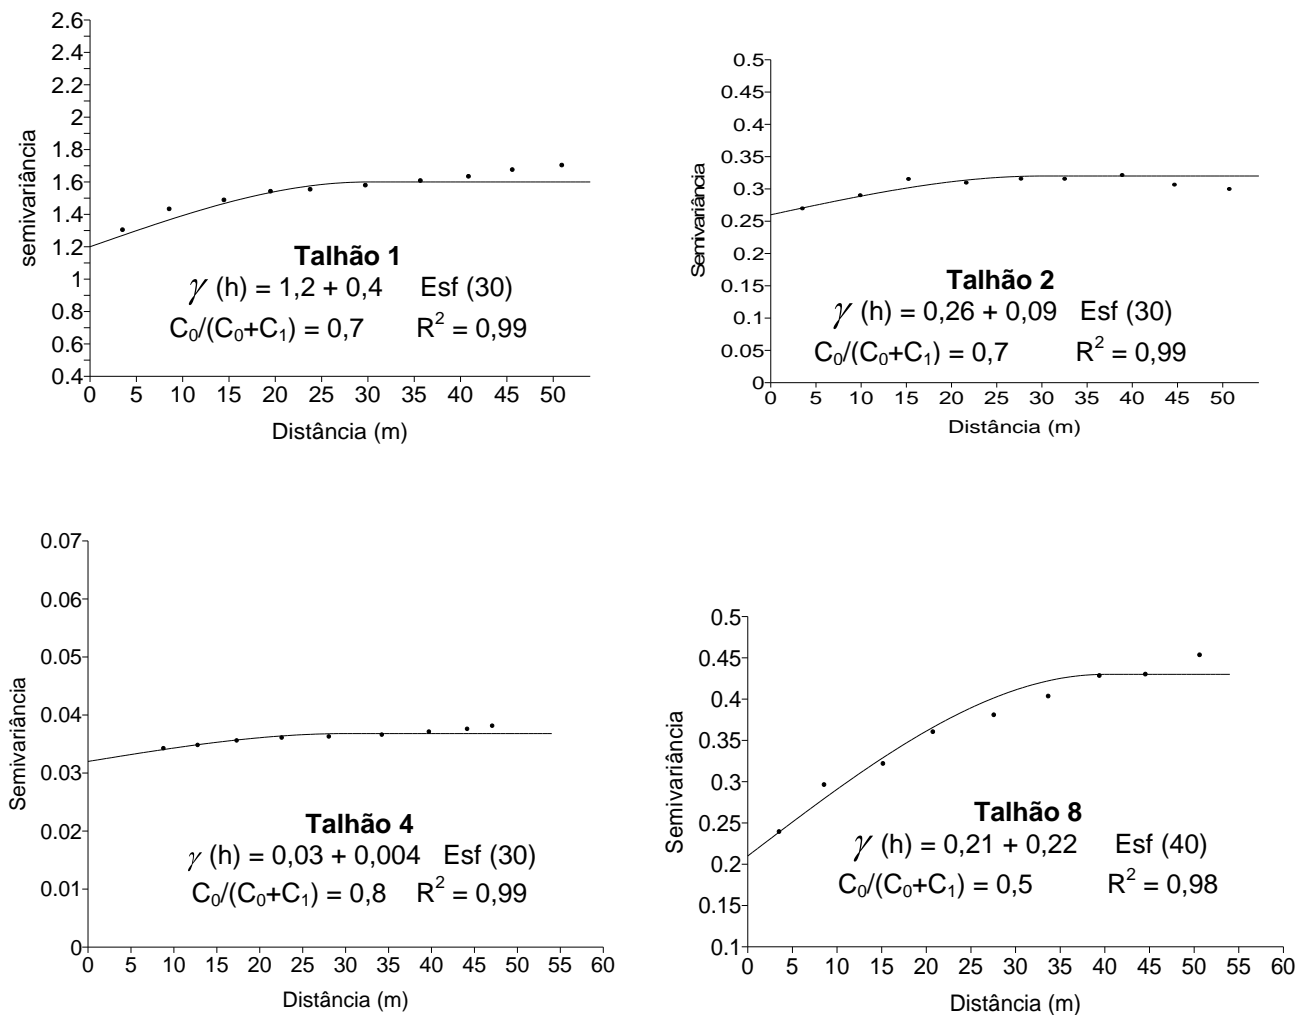 2.6
2.4
2.2
2
1.8
1.6
1.4
1.2
1
0.8
0.6
0.4
0 5 10 15 20 25 30 35 40 45 50
semivariância
Distância (m)
Talhão 1
γ (h) = 1,2 + 0,4 Esf (30)
C₀/(C₀+C₁) = 0,7 R² = 0,99
0.5
0.45
0.4
0.35
0.3
0.25
0.2
0.15
0.1
0.05
0
0 5 10 15 20 25 30 35 40 45 50
Semivariância
Distância (m)
Talhão 2
γ (h) = 0,26 + 0,09 Esf (30)
C₀/(C₀+C₁) = 0,7 R² = 0,99
0.07
0.06
0.05
0.04
0.03
0.02
0.01
0
0 5 10 15 20 25 30 35 40 45 50 55 60
Semivariância
Distância (m)
Talhão 4
γ (h) = 0,03 + 0,004 Esf (30)
C₀/(C₀+C₁) = 0,8 R² = 0,99
0.5
0.45
0.4
0.35
0.3
0.25
0.2
0.15
0.1
0 5 10 15 20 25 30 35 40 45 50 55 60
Semivariância
Distância (m)
Talhão 8
γ (h) = 0,21 + 0,22 Esf (40)
C₀/(C₀+C₁) = 0,5 R² = 0,98